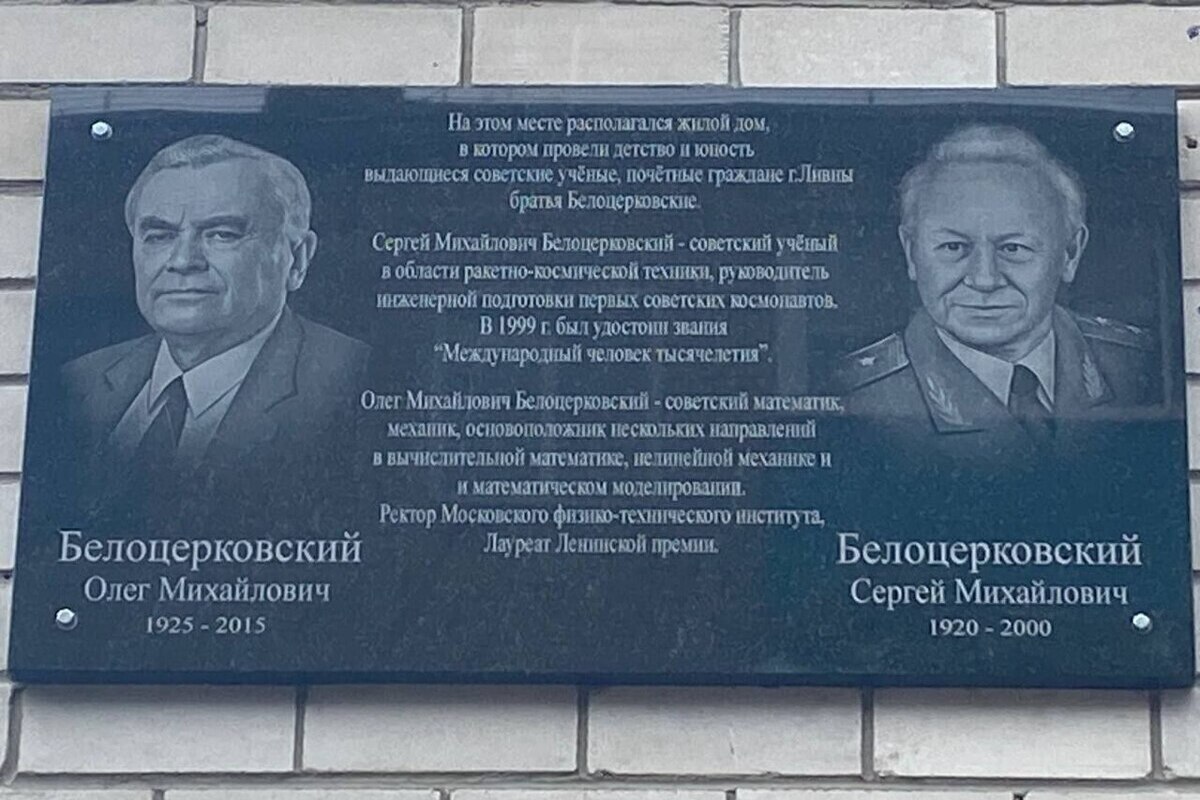 На этом месте располагался жилой дом,
в котором провели детство и юность
выдающиеся советские учёные, почётные граждане г.Ливны
братья Белоцерковские.
Сергей Михайлович Белоцерковский - советский учёный
в области ракетно-космической техники, руководитель
инженерной подготовки первых советских космонавтов.
В 1999 г. был удостоин звания
“Международный человек тысячелетия”.
Олег Михайлович Белоцерковский - советский математик,
механик, основоположник нескольких направлений
в вычислительной математике, нелинейной механике и
и математическом моделировании.
Ректор Московского физико-технического института,
Лауреат Ленинской премии.
Белоцерковский
Олег Михайлович
1925 - 2015
Белоцерковский
Сергей Михайлович
1920 - 2000